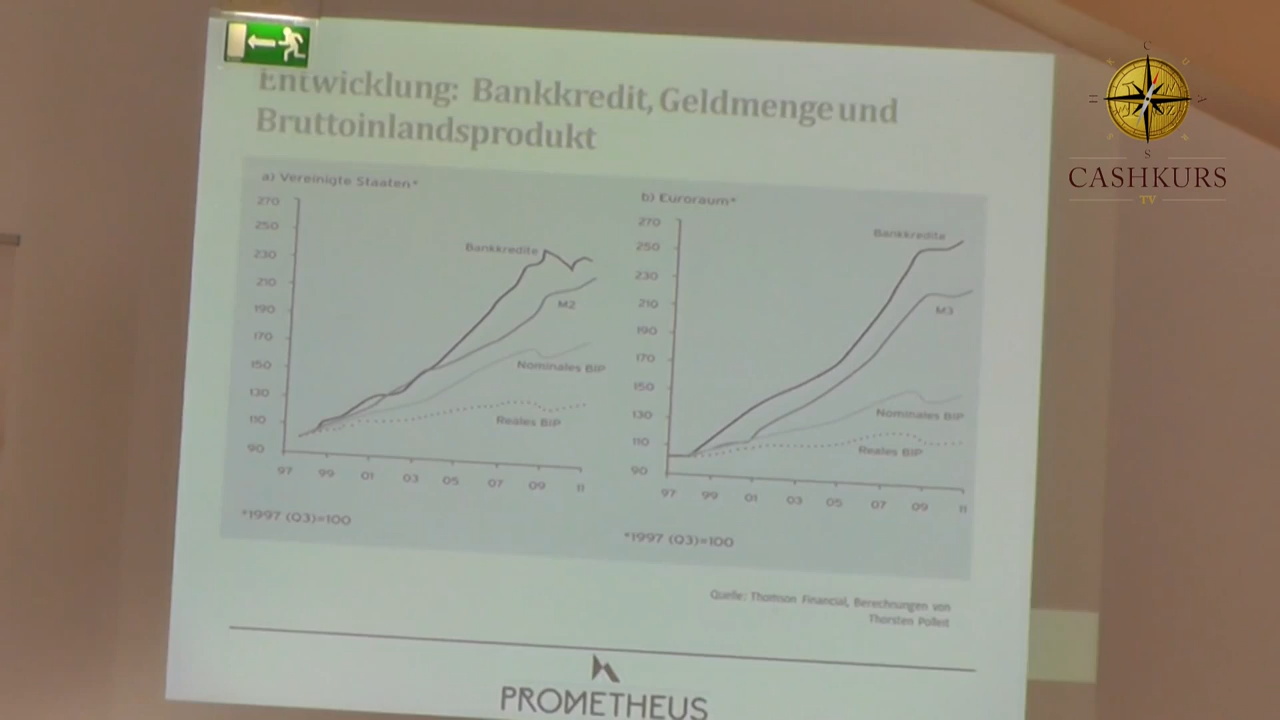 Entwicklung: Bankkredit, Geldmenge und
Bruttoinlandsprodukt
a) Vereinigte Staaten*
270
250
230
210
190
170
150
130
110
90
97 99 01 03 05 07 09 11
Bankkredite
M2
Nominales BIP
Reales BIP
*1997 (Q3)=100
b) Euroraum*
270
250
230
210
190
170
150
130
110
90
97 99 01 03 05 07 09 11
Bankkredite
M3
Nominales BIP
Reales BIP
*1997 (Q3)=100
Quelle: Thomson Financial, Berechnungen von
Thorsten Polleit
PROMETHEUS
CASHKURS
TV